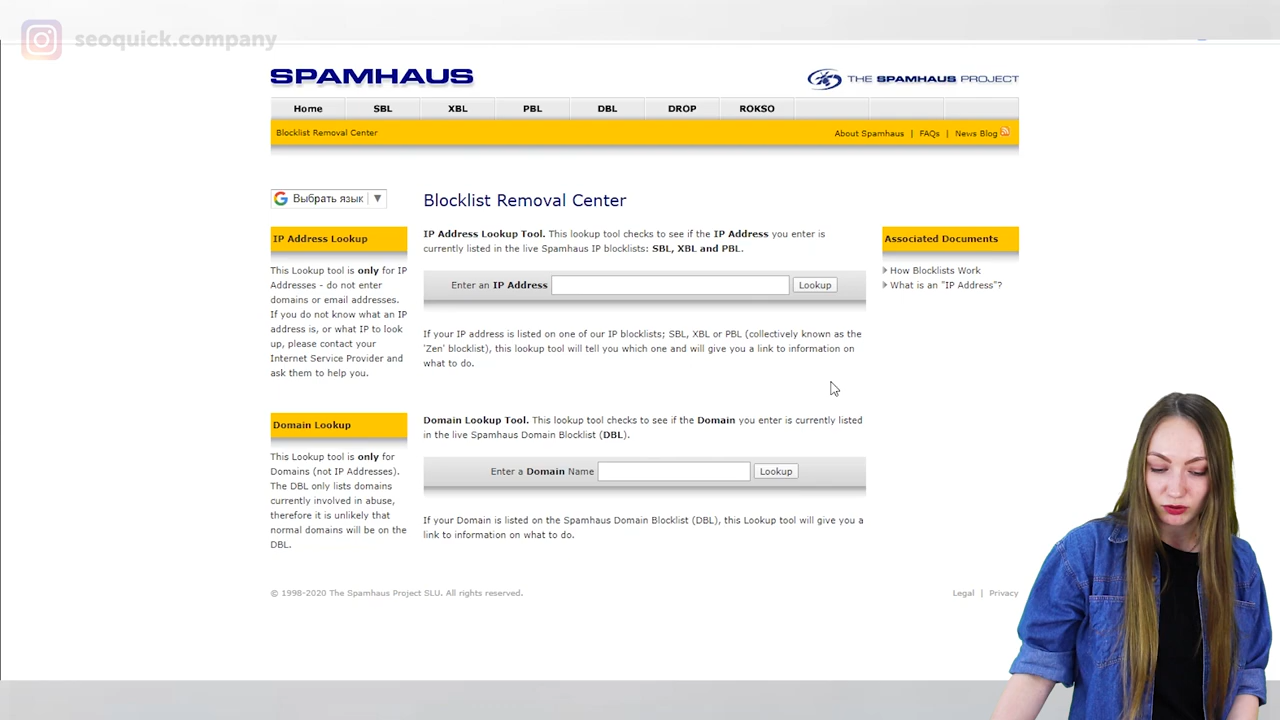 seoquick.company
SPAMHAUS
THE SPAMHAUS PROJECT
Home
SBL
XBL
PBL
DBL
DROP
ROKSO
Blocklist Removal Center
About Spamhaus | FAQs | News Blog
Выбрать язык ▼
Blocklist Removal Center
IP Address Lookup
This Lookup tool is only for IP
Addresses - do not enter
domains or email addresses.
If you do not know what an IP
address is, or what IP to look
up, please contact your
Internet Service Provider and
ask them to help you.
IP Address Lookup Tool. This lookup tool checks to see if the IP Address you enter is
currently listed in the live Spamhaus IP blocklists: SBL, XBL and PBL.
Enter an IP Address
Lookup
If your IP address is listed on one of our IP blocklists; SBL, XBL or PBL (collectively known as the
'Zen' blocklist), this lookup tool will tell you which one and will give you a link to information on
what to do.
Associated Documents
How Blocklists Work
What is an "IP Address"?
Domain Lookup
This Lookup tool is only for
Domains (not IP Addresses).
The DBL only lists domains
currently involved in abuse,
therefore it is unlikely that
normal domains will be on the
DBL.
Domain Lookup Tool. This lookup tool checks to see if the Domain you enter is currently listed
in the live Spamhaus Domain Blocklist (DBL).
Enter a Domain Name
Lookup
If your Domain is listed on the Spamhaus Domain Blocklist (DBL), this Lookup tool will give you a
link to information on what to do.
© 1998-2020 The Spamhaus Project SLU. All rights reserved.
Legal | Privacy